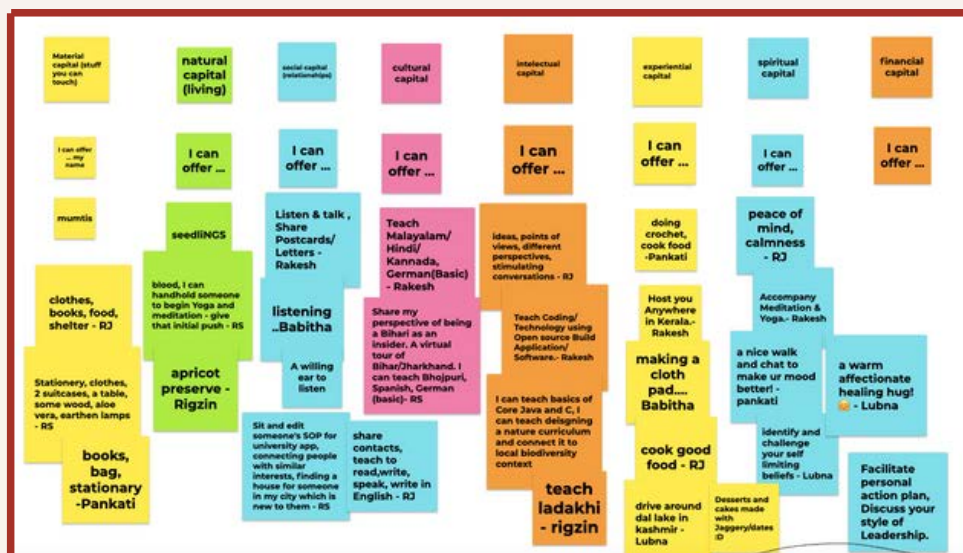 Material
capital (stuff
you can
touch)
natural
capital
(living)
social capital
(relationships)
cultural
capital
intelectual
capital
experiential
capital
spiritual
capital
financial
capital
I can offer
... my
name
I can
offer ...
I can
offer ...
I can
offer ...
I can
offer ...
I can
offer ...
I can
offer ...
I can
offer ...
mumtis
clothes,
books, food,
shelter - RJ
Stationery, clothes,
2 suitcases, a table,
some wood, aloe
vera, earthen lamps
- RS
books,
bag,
stationary
-Pankati
seedliNGS
blood, I can
handhold someone
to begin Yoga and
meditation - give
that initial push - RS
apricot
preserve -
Rigzin
Listen & talk ,
Share
Postcards/
Letters -
Rakesh
listening
..Babitha
A willing
ear to
listen
Sit and edit
someone's SOP for
university app,
connecting people
with similar
interests, finding a
house for someone
in my city which is
new to them - RS
share
contacts,
teach to
read,write,
speak, write in
English - RJ
Teach
Malayalam/
Hindi/
Kannada,
German(Basic)
- Rakesh
Share my
perspective of being
a Bihari as an
insider. A virtual
tour of
Bihar/Jharkhand. I
can teach Bhojpuri,
Spanish, German
(basic)- RS
ideas, points of
views, different
perspectives,
stimulating
conversations - RJ
Teach Coding/
Technology using
Open source Build
Application/
Software.- Rakesh
I can teach basics of
Core Java and C, I
can teach deisgning
a nature curriculum
and connect it to
local biodiversity
context
teach
ladakhi
- rigzin
doing
crochet,
cook food
-Pankati
Host you
Anywhere
in Kerala.-
Rakesh
making a
cloth
pad....
Babitha
cook good
food - RJ
drive around
dal lake in
kashmir -
Lubna
Desserts and
cakes made
with
Jaggery/dates
:D
peace of
mind,
calmness
- RJ
Accompany
Meditation &
Yoga.- Rakesh
a nice walk
and chat to
make ur mood
better! -
pankati
identify and
challenge your
self
limiting
beliefs - Lubna
a warm
affectionate
healing hug!
😊 - Lubna
Facilitate
personal
action plan,
Discuss your
style of
Leadership.